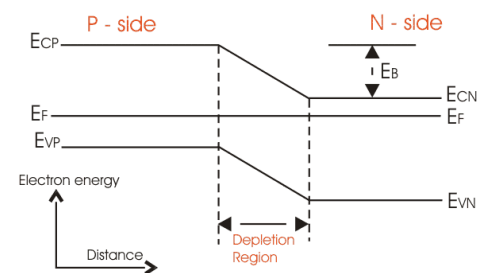 P - side
N - side
ECP
EB
ECN
EF
EF
EVP
Electron energy
EVN
Depletion
Region
Distance